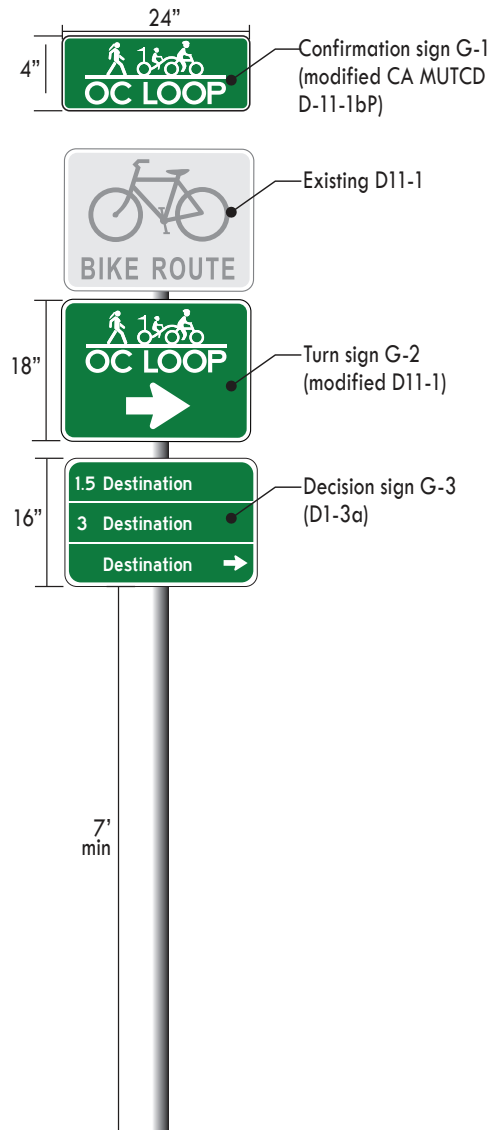 24”
4”
OC LOOP
Confirmation sign G-1
(modified CA MUTCD
D-11-1bP)
BIKE ROUTE
Existing D11-1
18”
OC LOOP
Turn sign G-2
(modified D11-1)
16”
1.5 Destination
3 Destination
Destination
Decision sign G-3
(D1-3a)
7’
min